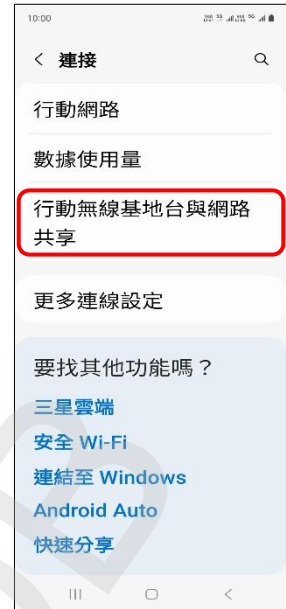 10:00
連接
行動網路
數據使用量
行動無線基地台與網路
共享
更多連線設定
要找其他功能嗎？
三星雲端
安全 Wi-Fi
連結至 Windows
Android Auto
快速分享